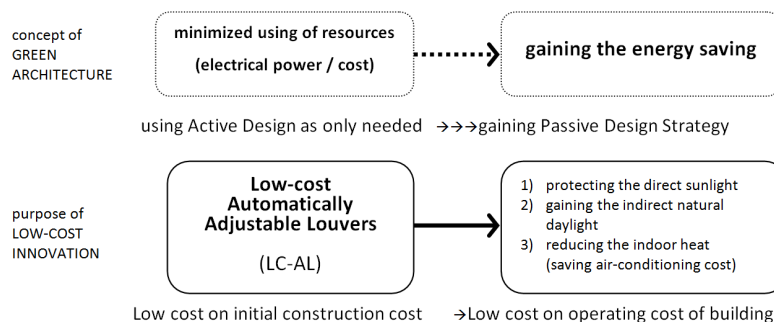 concept of
GREEN
ARCHITECTURE
minimized using of resources
(electrical power / cost)
gaining the energy saving
using Active Design as only needed →→→gaining Passive Design Strategy
purpose of
LOW-COST
INNOVATION
Low-cost
Automatically
Adjustable Louvers
(LC-AL)
1) protecting the direct sunlight
2) gaining the indirect natural
daylight
3) reducing the indoor heat
(saving air-conditioning cost)
Low cost on initial construction cost →Low cost on operating cost of building